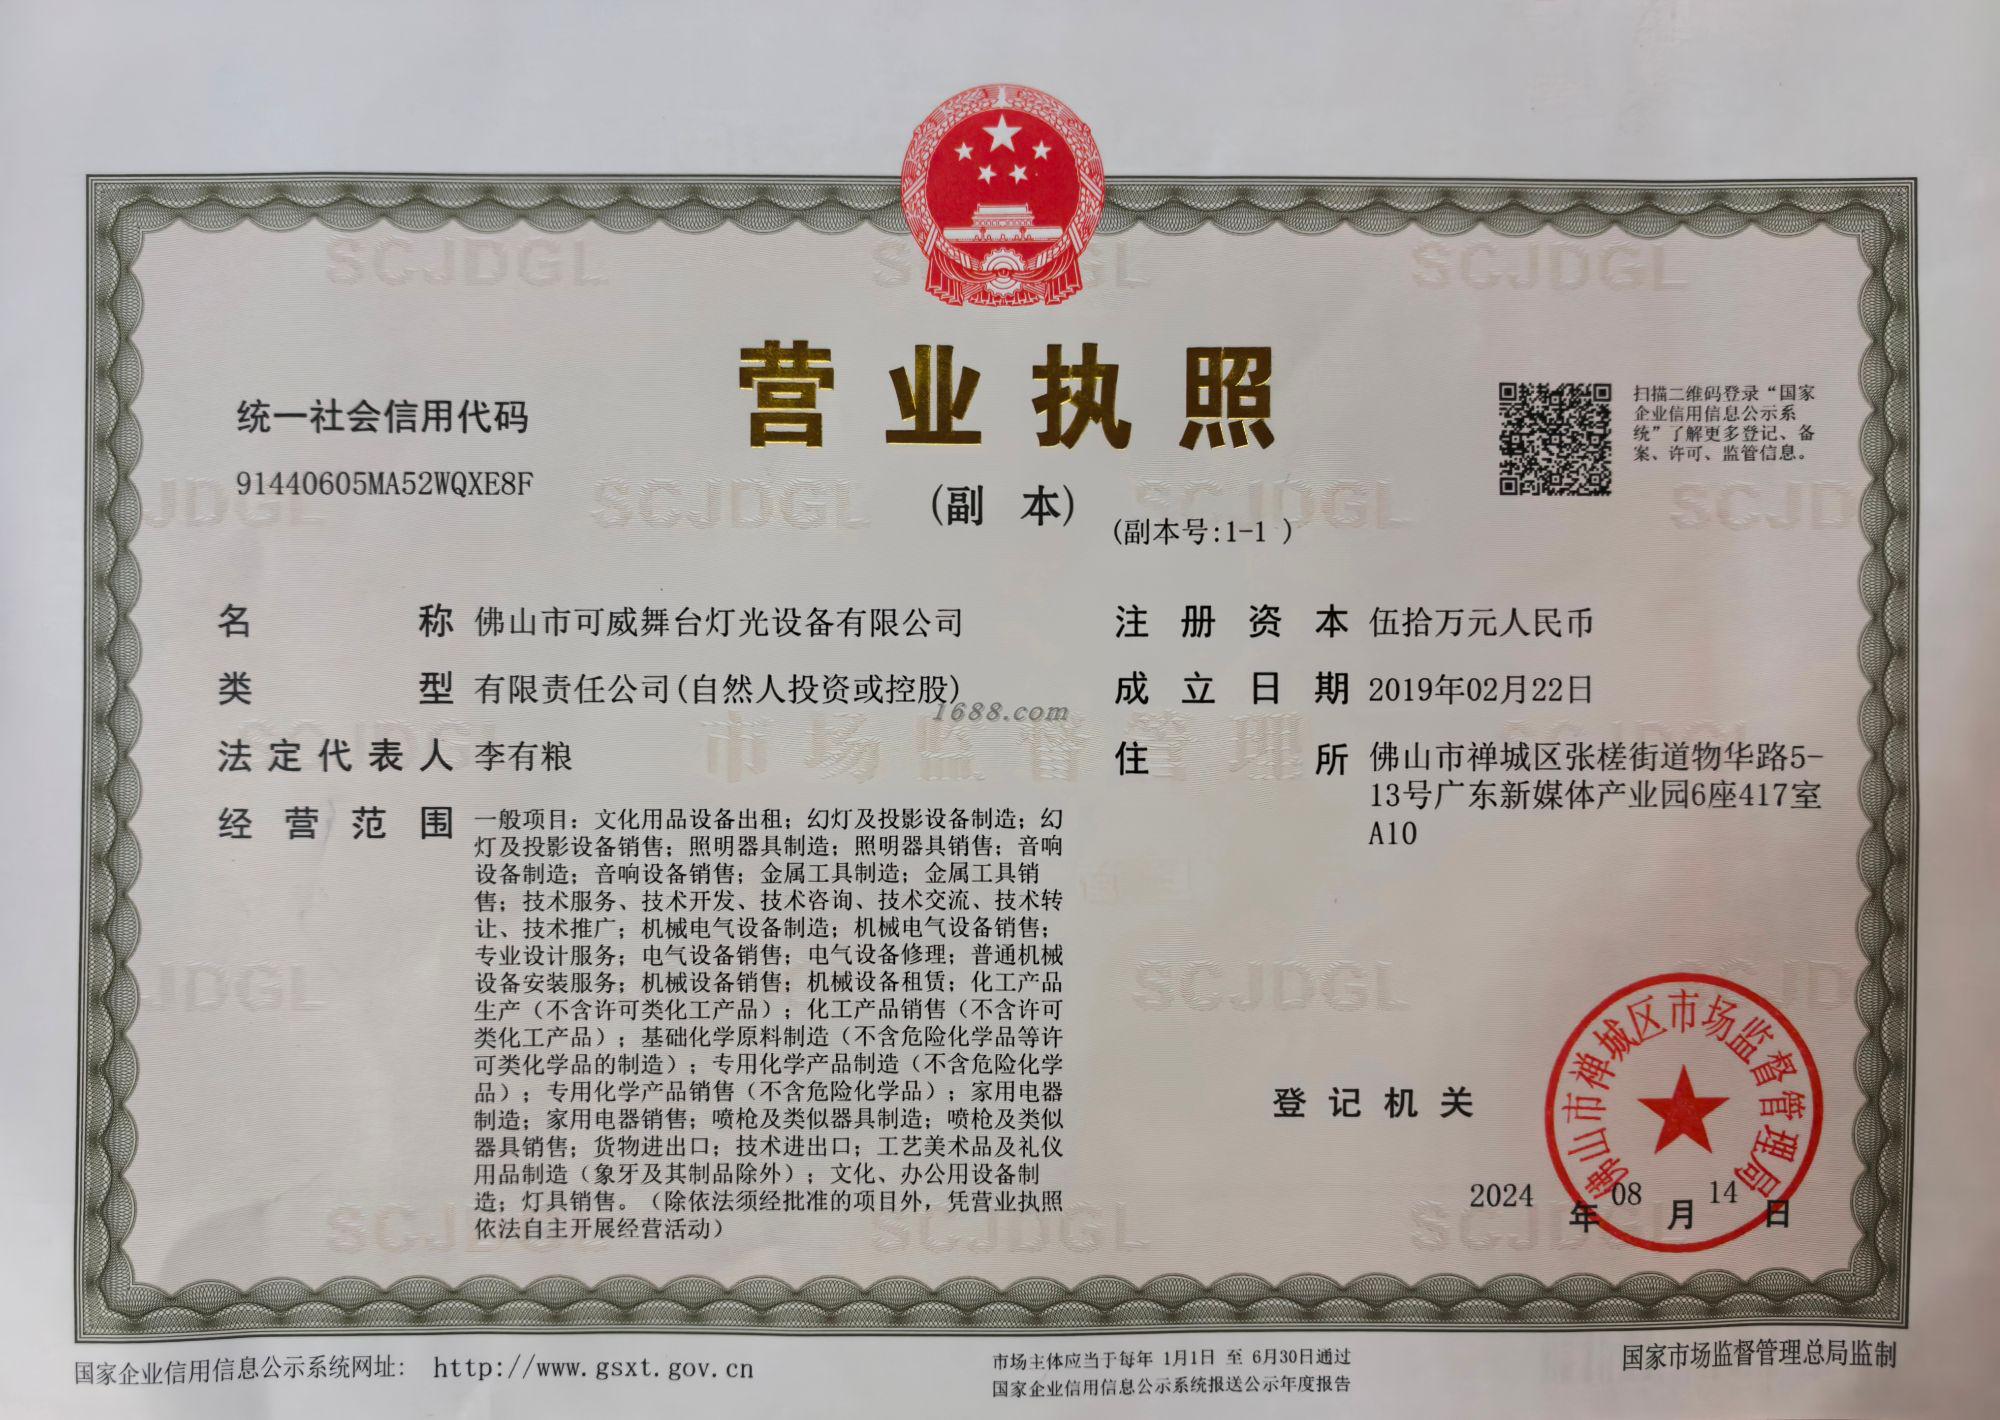 营业执照
(副 本)
(副本号:1-1 )
统一社会信用代码
91440605MA52WQXE8F
扫描二维码登录“国家
企业信用信息公示系
统”了解更多登记、备
案、许可、监管信息。
名 称 佛山市可威舞台灯光设备有限公司
类 型 有限责任公司(自然人投资或控股)
法定代表人 李有粮
经营范围 一般项目：文化用品设备出租；幻灯及投影设备制造；幻
灯及投影设备销售；照明器具制造；照明器具销售；音响
设备制造；音响设备销售；金属工具制造；金属工具销
售；技术服务、技术开发、技术咨询、技术交流、技术转
让、技术推广；机械电气设备制造；机械电气设备销售；
专业设计服务；电气设备销售；电气设备修理；普通机械
设备安装服务；机械设备销售；机械设备租赁；化工产品
生产（不含许可类化工产品）；化工产品销售（不含许可
类化工产品）；基础化学原料制造（不含危险化学品等许
可类化学品的制造）；专用化学产品制造（不含危险化学
品）；专用化学产品销售（不含危险化学品）；家用电器
制造；家用电器销售；喷枪及类似器具制造；喷枪及类似
器具销售；货物进出口；技术进出口；工艺美术品及礼仪
用品制造（象牙及其制品除外）；文化、办公用设备制
造；灯具销售。（除依法须经批准的项目外，凭营业执照
依法自主开展经营活动）
注册资本 伍拾万元人民币
成立日期 2019年02月22日
住 所 佛山市禅城区张槎街道物华路5-
13号广东新媒体产业园6座417室
A10
1688.com
登记机关
佛山市禅城区市场监督管理局
2024 年 08 月 14 日
国家企业信用信息公示系统网址： http://www.gsxt.gov.cn
市场主体应当于每年 1月1日 至 6月30日通过
国家企业信用信息公示系统报送公示年度报告
国家市场监督管理总局监制
SCJDGL
市场监督管理